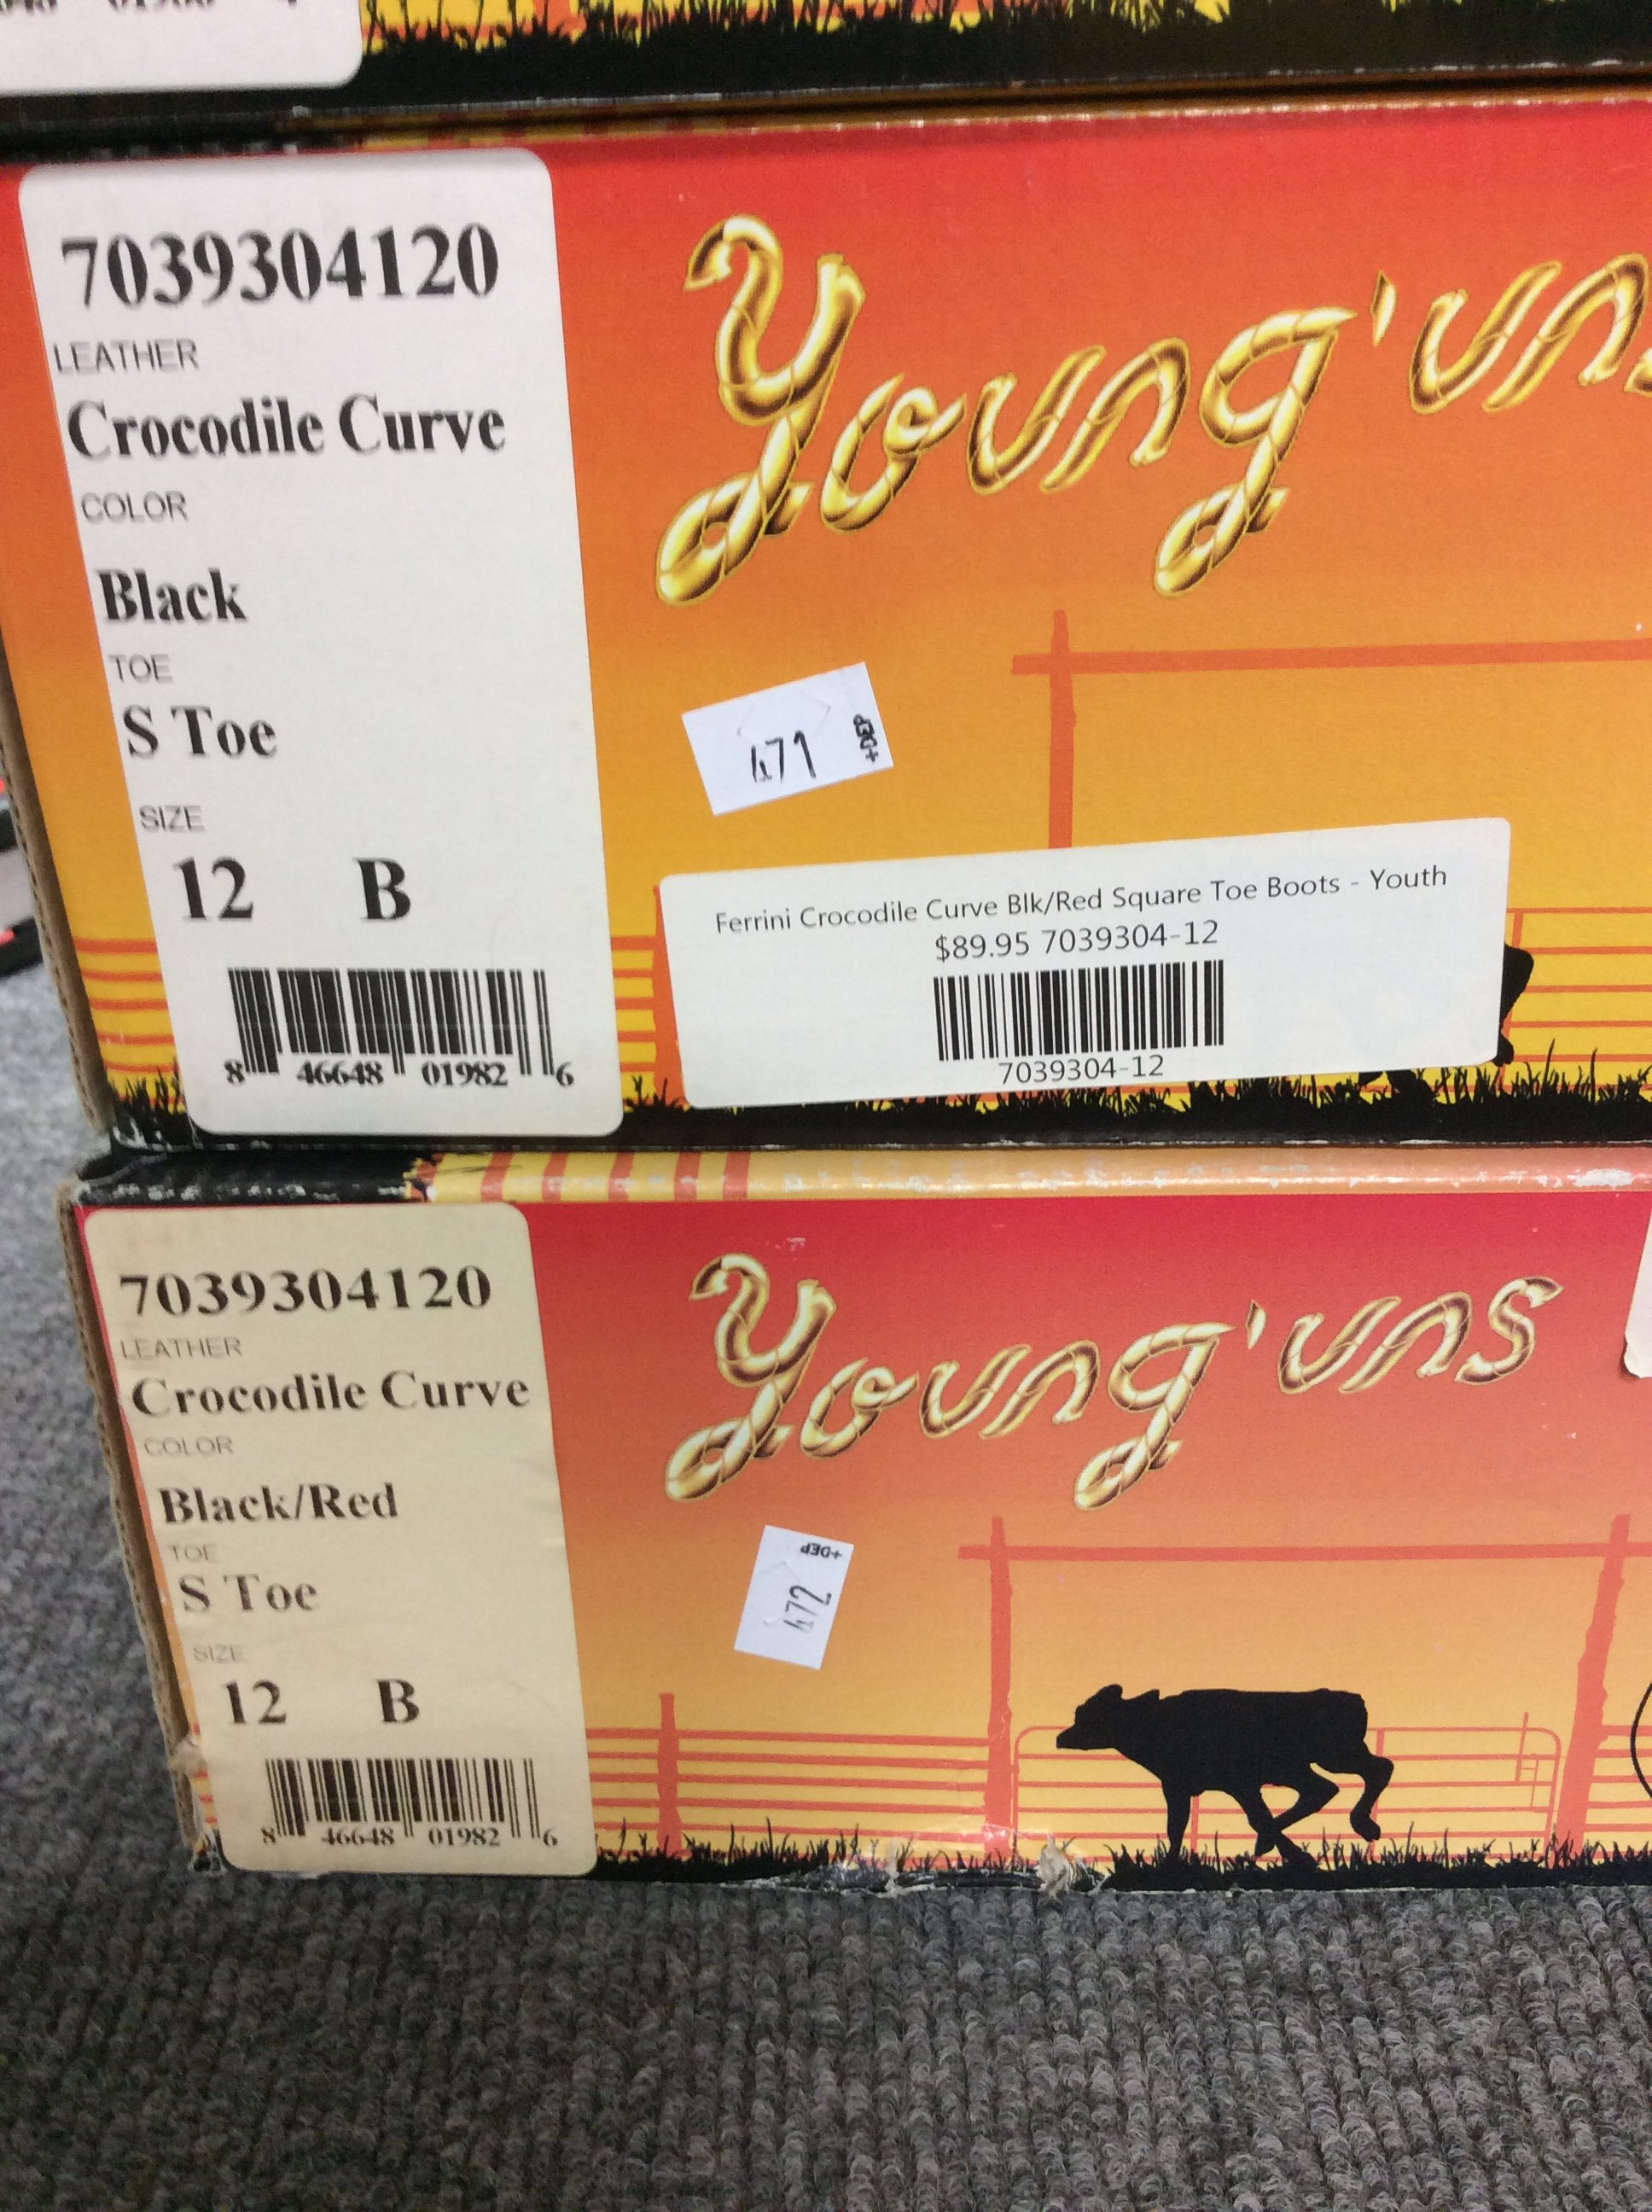 7039304120
LEATHER
Crocodile Curve
COLOR
Black
TOE
S Toe
SIZE
12 B
8 46648 01982 6
Young'uns
471
+DEP
Ferrini Crocodile Curve Blk/Red Square Toe Boots - Youth
$89.95 7039304-12
7039304-12
7039304120
LEATHER
Crocodile Curve
COLOR
Black/Red
TOE
S Toe
SIZE
12 B
8 46648 01982 6
Young'uns
+DEP
472